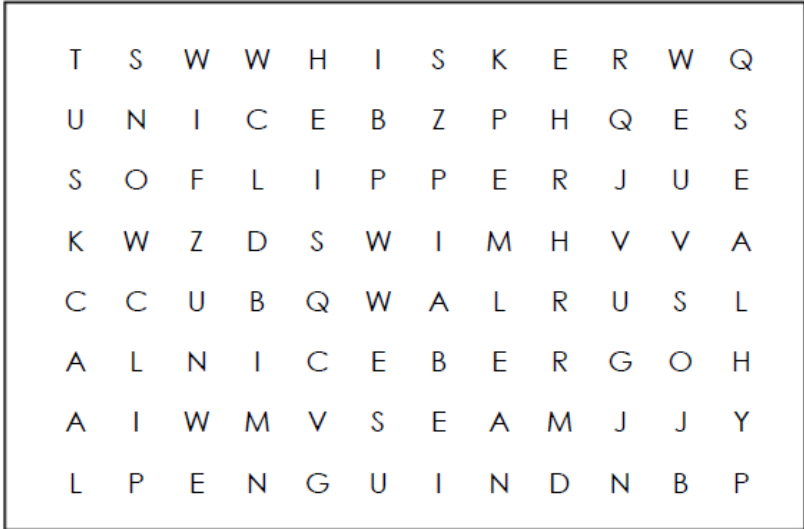 T S W W H I S K E R W Q
U N I C E B Z P H Q E S
S O F L I P P E R J U E
K W Z D S W I M H V V A
C C U B Q W A L R U S L
A L N I C E B E R G O H
A I W M V S E A M J J Y
L P E N G U I N D N B P